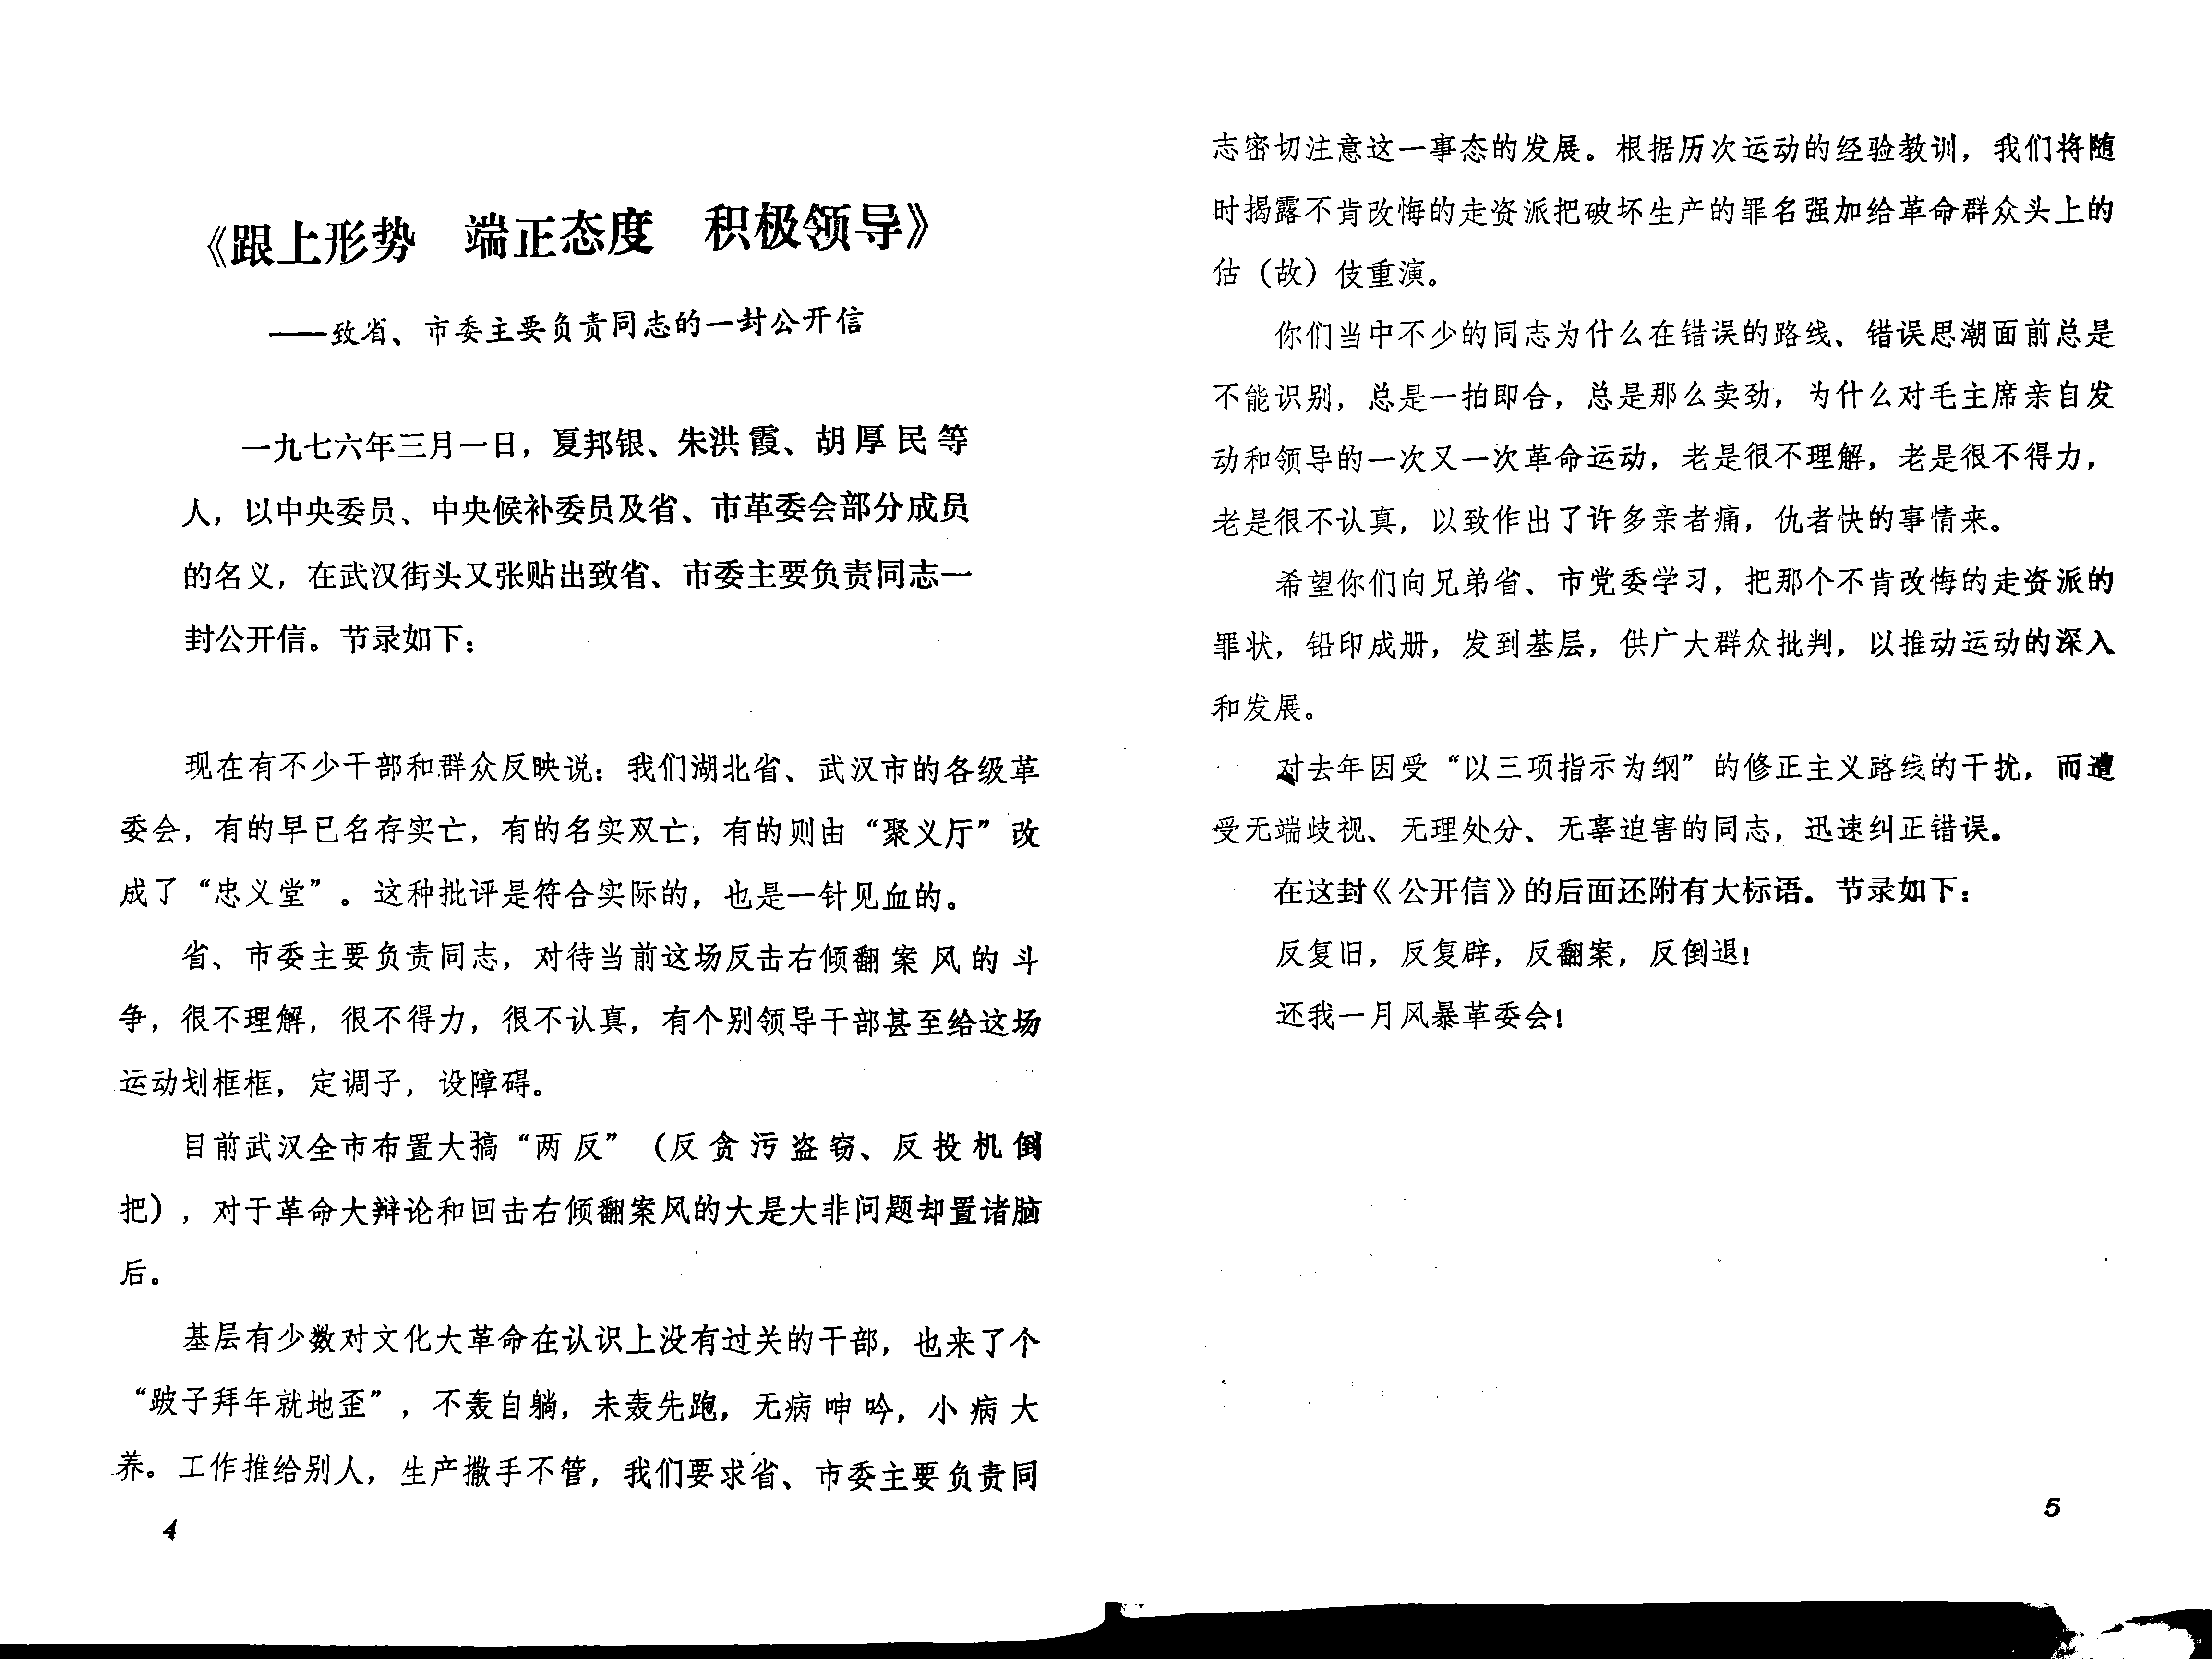 《跟上形势　端正态度　积极领导》
——致省、市委主要负责同志的一封公开信
一九七六年三月一日，夏邦银、朱洪霞、胡厚民等
人，以中央委员、中央候补委员及省、市革委会部分成员
的名义，在武汉街头又张贴出致省、市委主要负责同志一
封公开信。节录如下：
现在有不少干部和群众反映说：我们湖北省、武汉市的各级革
委会，有的早已名存实亡，有的名实双亡，有的则由“聚义厅”改
成了“忠义堂”。这种批评是符合实际的，也是一针见血的。
省、市委主要负责同志，对待当前这场反击右倾翻案风的斗
争，很不理解，很不得力，很不认真，有个别领导干部甚至给这场
运动划框框，定调子，设障碍。
目前武汉全市布置大搞“两反”（反贪污盗窃、反投机倒
把），对于革命大辩论和回击右倾翻案风的大是大非问题却置诸脑
后。
基层有少数对文化大革命在认识上没有过关的干部，也来了个
“跛子拜年就地歪”，不轰自躺，未轰先跑，无病呻吟，小病大
养。工作推给别人，生产撒手不管，我们要求省、市委主要负责同
4
志密切注意这一事态的发展。根据历次运动的经验教训，我们将随
时揭露不肯改悔的走资派把破坏生产的罪名强加给革命群众头上的
估（故）伎重演。
你们当中不少的同志为什么在错误的路线、错误思潮面前总是
不能识别，总是一拍即合，总是那么卖劲，为什么对毛主席亲自发
动和领导的一次又一次革命运动，老是很不理解，老是很不得力，
老是很不认真，以致作出了许多亲者痛，仇者快的事情来。
希望你们向兄弟省、市党委学习，把那个不肯改悔的走资派的
罪状，铅印成册，发到基层，供广大群众批判，以推动运动的深入
和发展。
对去年因受“以三项指示为纲”的修正主义路线的干扰，而遭
受无端歧视、无理处分、无辜迫害的同志，迅速纠正错误。
在这封《公开信》的后面还附有大标语。节录如下：
反复旧，反复辟，反翻案，反倒退！
还我一月风暴革委会！
5